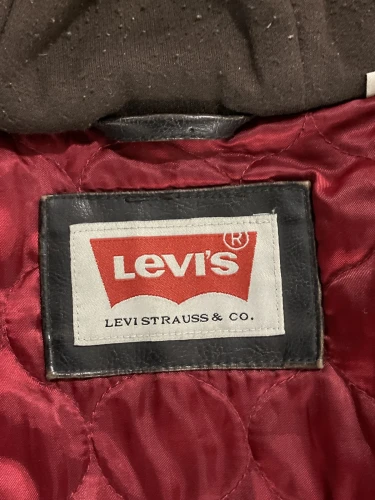 Levi's ®
LEVI STRAUSS & CO.